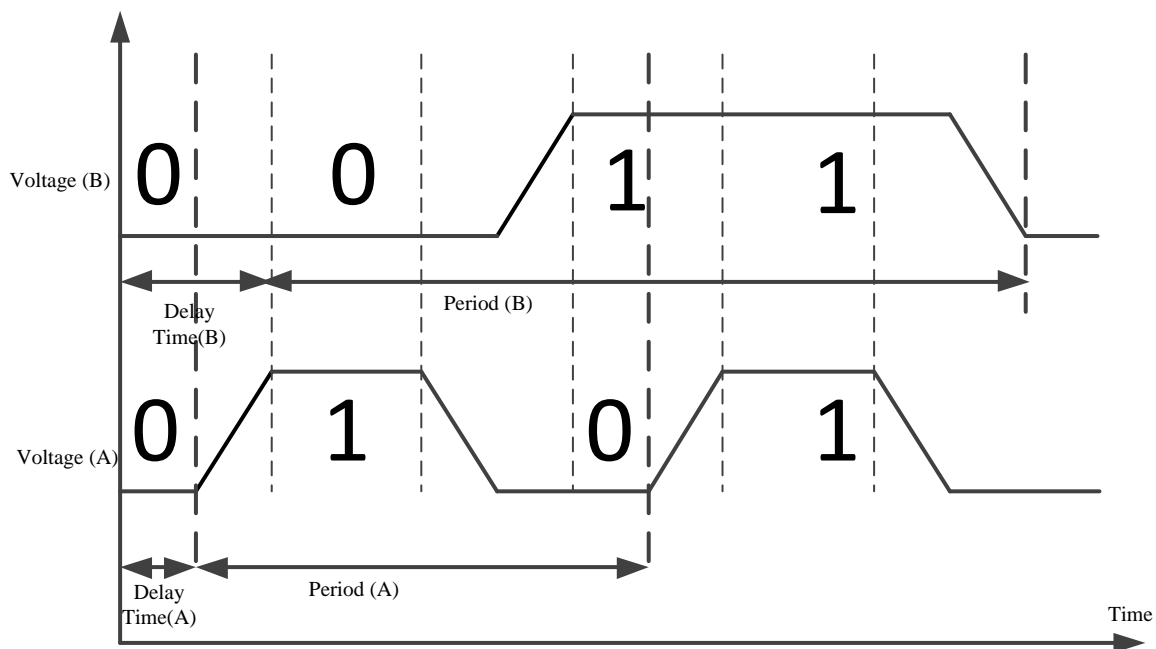 0 0 1 1
Voltage (B)
Delay
Time(B)
Period (B)
0 1 0 1
Voltage (A)
Delay
Time(A)
Period (A)
Time